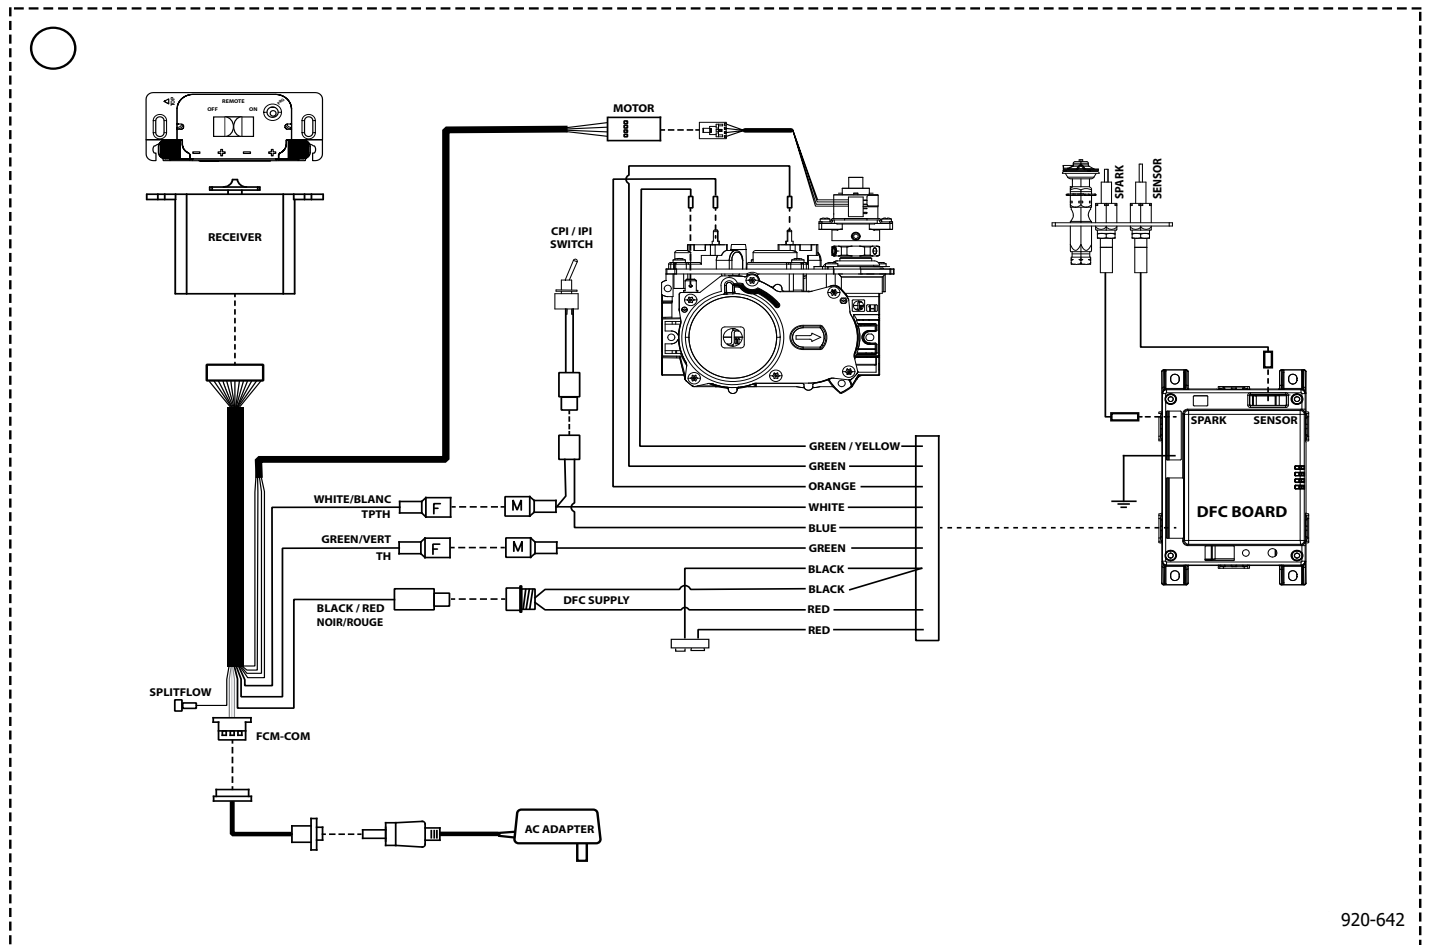 TOP
REMOTE
OFF ON
PRG
MOTOR
SPARK
SENSOR
RECEIVER
CPI / IPI
SWITCH
SPARK SENSOR
DFC BOARD
GREEN / YELLOW
GREEN
ORANGE
WHITE
BLUE
GREEN
BLACK
BLACK
RED
RED
WHITE/BLANC
TPTH
F
M
GREEN/VERT
TH
F
M
BLACK / RED
NOIR/ROUGE
DFC SUPPLY
SPLITFLOW
FCM-COM
AC ADAPTER
920-642